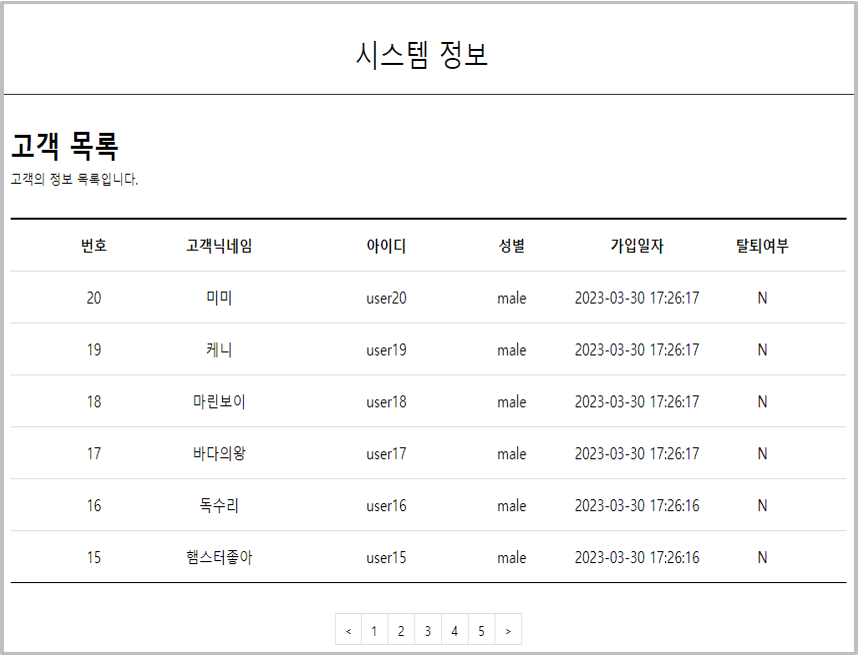 시스템 정보
고객 목록
고객의 정보 목록입니다.
번호 고객닉네임 아이디 성별 가입일자 탈퇴여부
20 미미 user20 male 2023-03-30 17:26:17 N
19 케니 user19 male 2023-03-30 17:26:17 N
18 마린보이 user18 male 2023-03-30 17:26:17 N
17 바다의왕 user17 male 2023-03-30 17:26:17 N
16 독수리 user16 male 2023-03-30 17:26:16 N
15 햄스터좋아 user15 male 2023-03-30 17:26:16 N
< 1 2 3 4 5 >